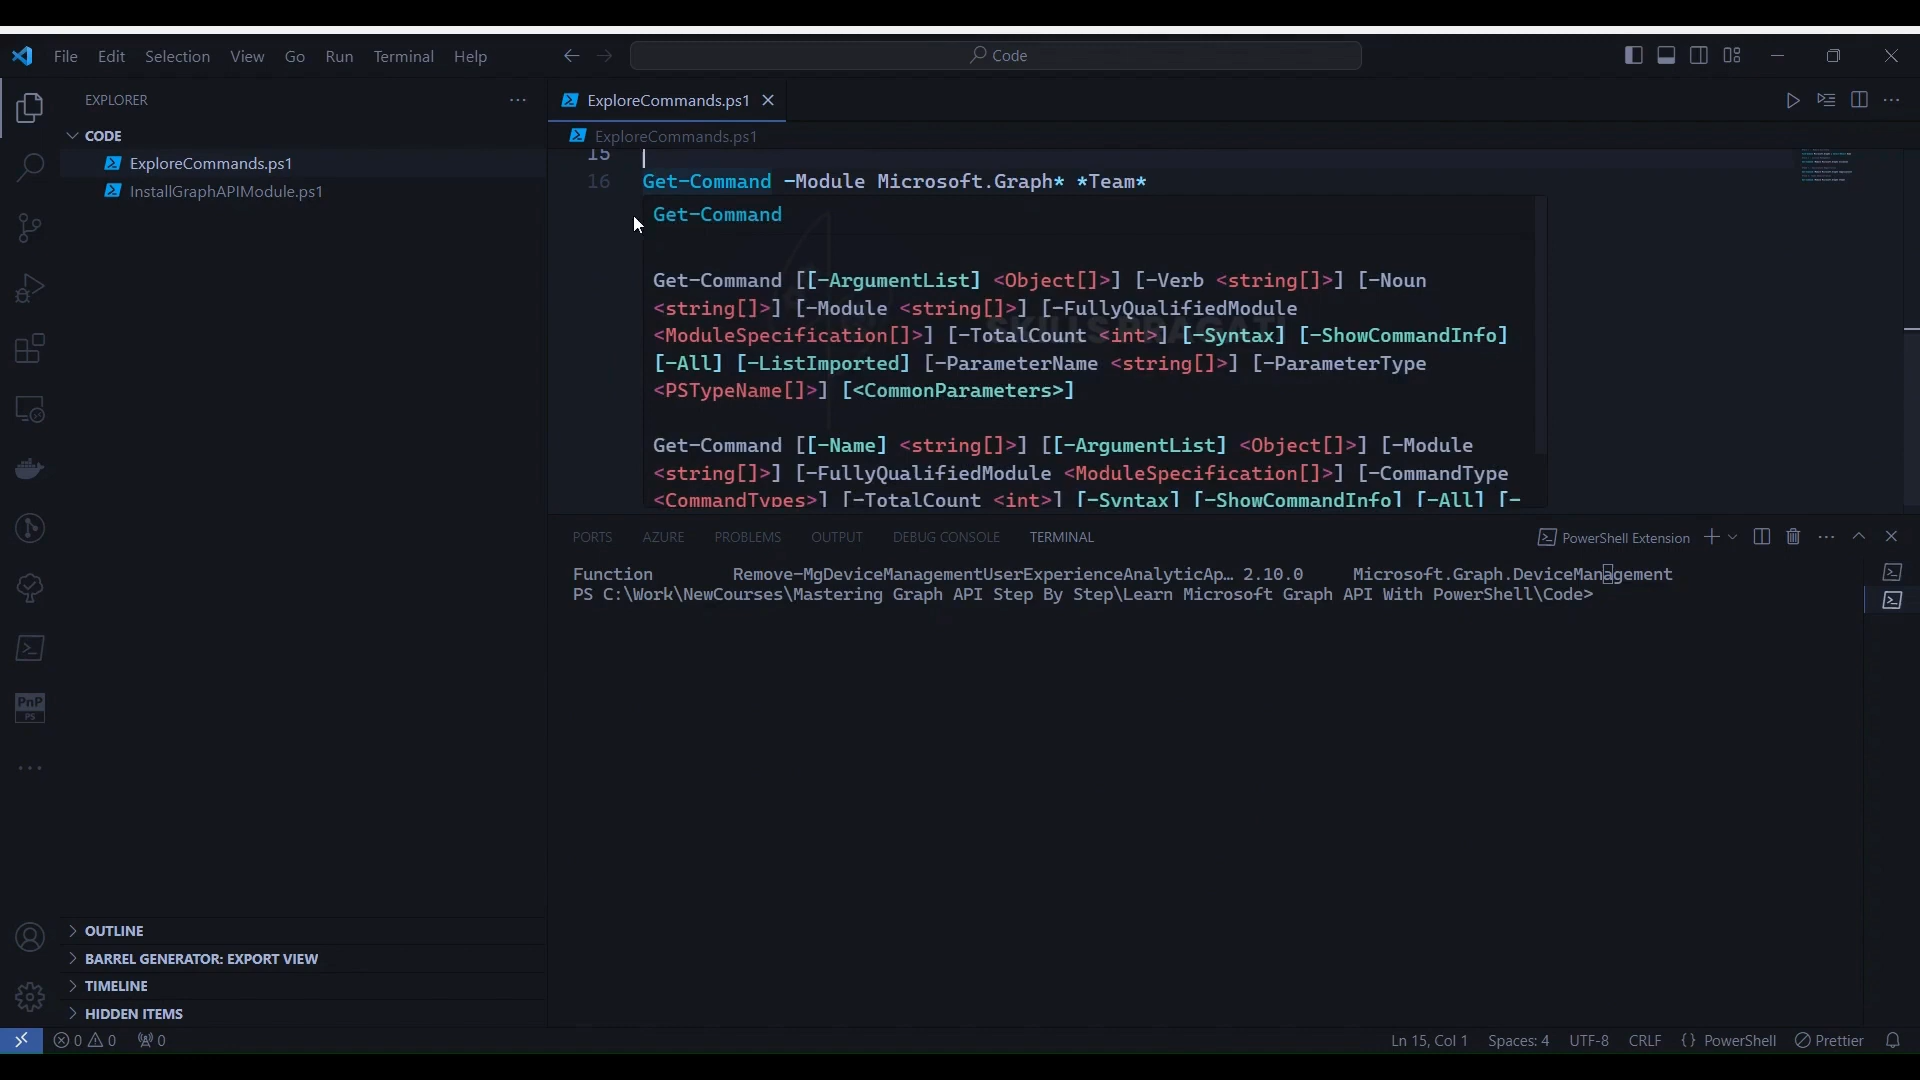 File Edit Selection View Go Run Terminal Help
Code
EXPLORER
CODE
ExploreCommands.ps1
InstallGraphAPIModule.ps1
ExploreCommands.ps1
ExploreCommands.ps1
15
16 Get-Command -Module Microsoft.Graph* *Team*
Get-Command
Get-Command [[-ArgumentList] <Object[]>] [-Verb <string[]>] [-Noun
<string[]>] [-Module <string[]>] [-FullyQualifiedModule
<ModuleSpecification[]>] [-TotalCount <int>] [-Syntax] [-ShowCommandInfo]
[-All] [-ListImported] [-ParameterName <string[]>] [-ParameterType
<PSTypeName[]>] [<CommonParameters>]
Get-Command [[-Name] <string[]>] [[-ArgumentList] <Object[]>] [-Module
<string[]>] [-FullyQualifiedModule <ModuleSpecification[]>] [-CommandType
<CommandTypes>] [-TotalCount <int>] [-Syntax] [-ShowCommandInfo] [-All] [-
PORTS AZURE PROBLEMS OUTPUT DEBUG CONSOLE TERMINAL
PowerShell Extension
Function Remove-MgDeviceManagementUserExperienceAnalyticAp… 2.10.0 Microsoft.Graph.DeviceManagement
PS C:\Work\NewCourses\Mastering Graph API Step By Step\Learn Microsoft Graph API With PowerShell\Code>
PnP
PS
OUTLINE
BARREL GENERATOR: EXPORT VIEW
TIMELINE
HIDDEN ITEMS
0 0 0
Ln 15, Col 1 Spaces: 4 UTF-8 CRLF {} PowerShell Prettier